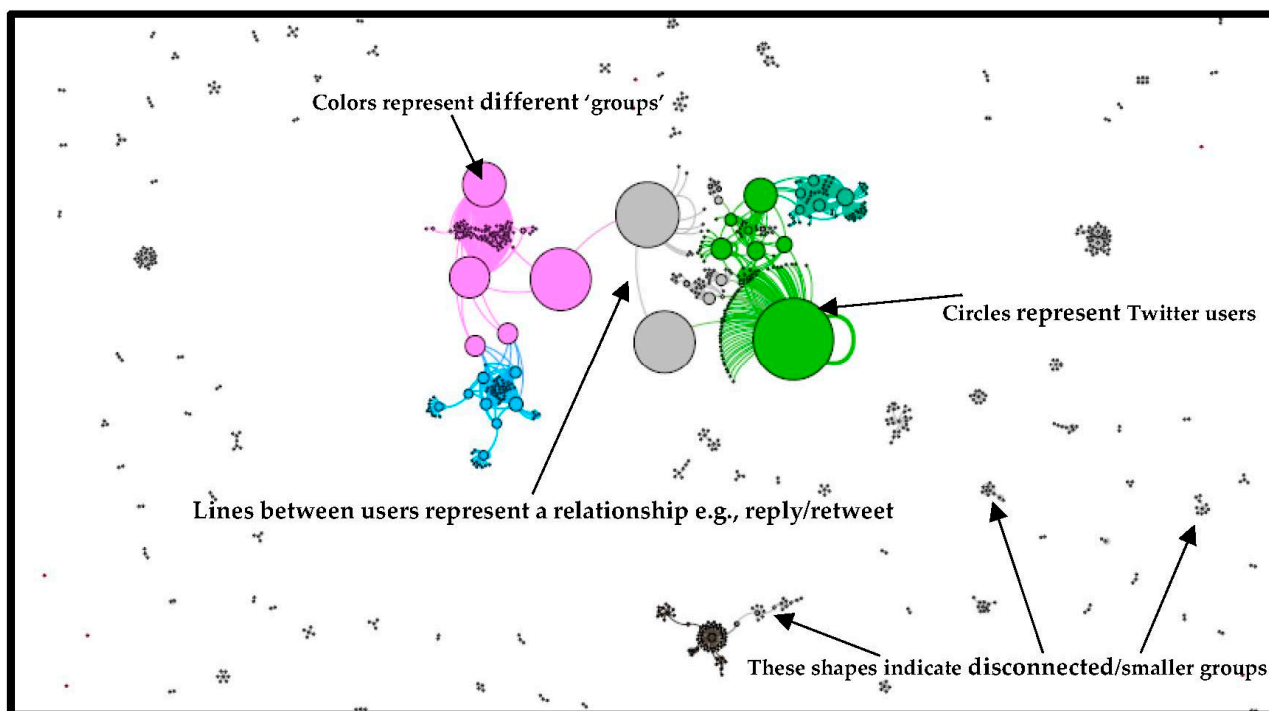 Colors represent different ‘groups’
Circles represent Twitter users
Lines between users represent a relationship e.g., reply/retweet
These shapes indicate disconnected/smaller groups